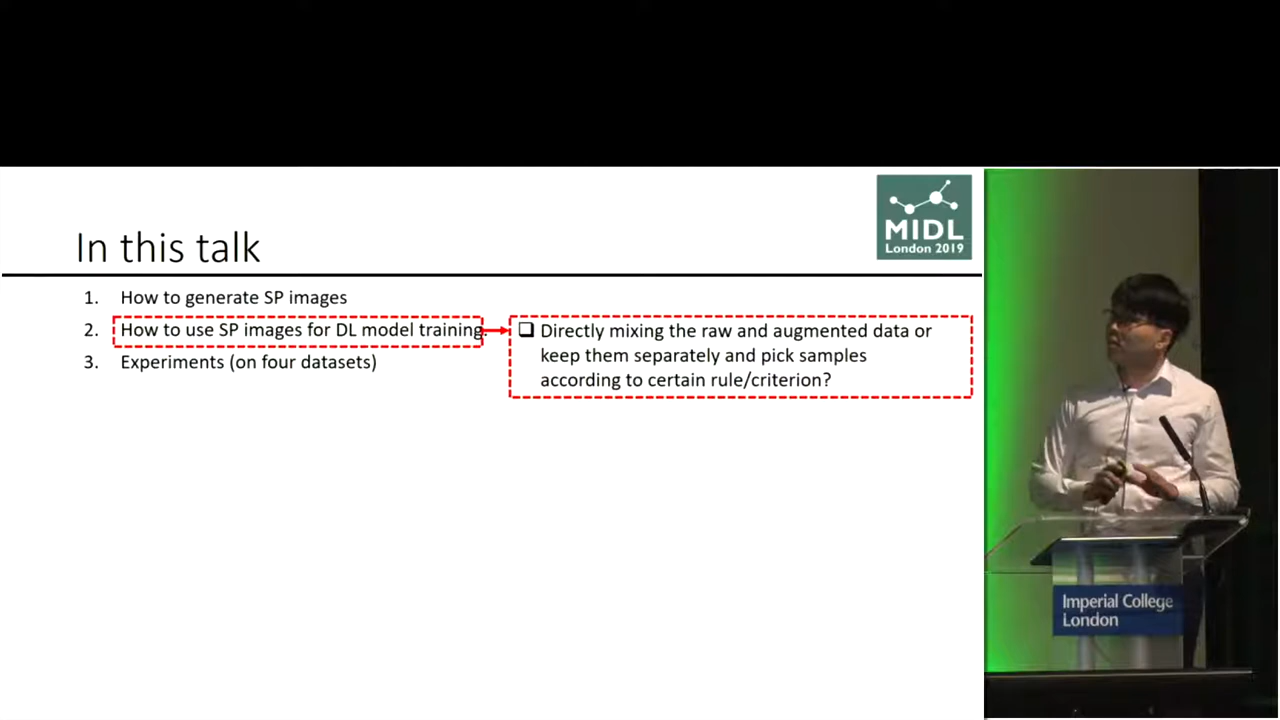 MIDL
London 2019
In this talk
1. How to generate SP images
2. How to use SP images for DL model training.
3. Experiments (on four datasets)
❑ Directly mixing the raw and augmented data or
keep them separately and pick samples
according to certain rule/criterion?
Imperial College
London